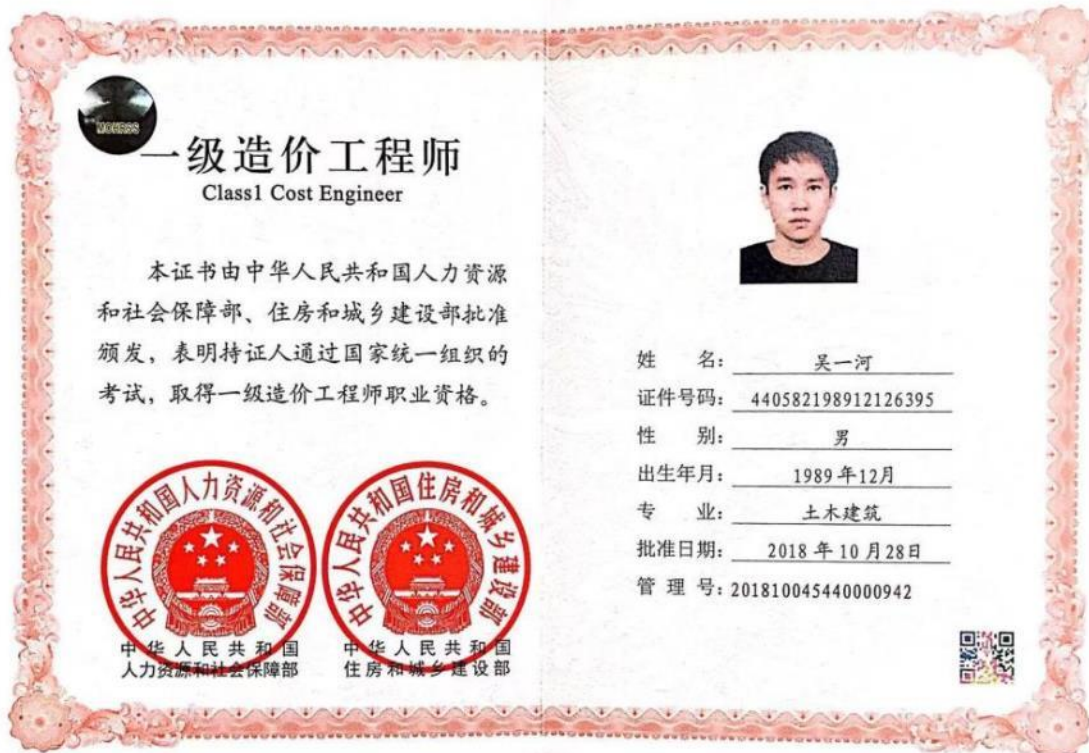 MOHRSS
一级造价工程师
Class1 Cost Engineer
本证书由中华人民共和国人力资源
和社会保障部、住房和城乡建设部批准
颁发，表明持证人通过国家统一组织的
考试，取得一级造价工程师职业资格。
中华人民共和国人力资源和社会保障部
中华人民共和国住房和城乡建设部
中华人民共和国
人力资源和社会保障部
中华人民共和国
住房和城乡建设部
姓 名：吴一河
证件号码：440582198912126395
性 别：男
出生年月：1989年12月
专 业：土木建筑
批准日期：2018年10月28日
管 理 号：201810045440000942